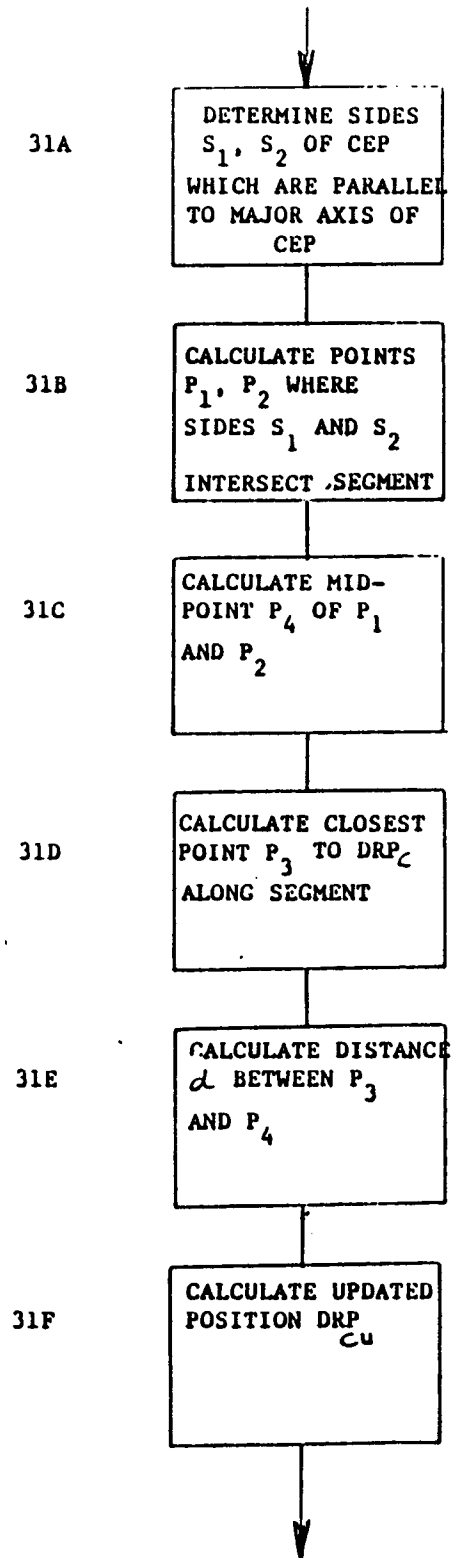 31A
DETERMINE SIDES
S1, S2 OF CEP
WHICH ARE PARALLEL
TO MAJOR AXIS OF
CEP
31B
CALCULATE POINTS
P1, P2 WHERE
SIDES S1 AND S2
INTERSECT SEGMENT
31C
CALCULATE MID-
POINT P4 OF P1
AND P2
31D
CALCULATE CLOSEST
POINT P3 TO DRPC
ALONG SEGMENT
31E
CALCULATE DISTANCE
d BETWEEN P3
AND P4
31F
CALCULATE UPDATED
POSITION DRPcu